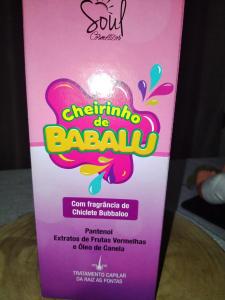 Soul
Cosméticos
Cheirinho
de
BABALU
Com fragrância de
Chiclete Bubbaloo
Pantenol
Extratos de Frutas Vermelhas
e Óleo de Canela
TRATAMENTO CAPILAR
DA RAIZ AS PONTAS